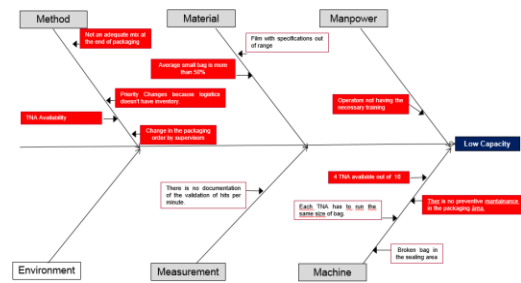 Method
Material
Manpower
Not an adequate mix at
the end of packaging
Film with specifications out
of range
Average small bag is more
than 50%
Priority Changes because logistics
doesn't have inventory.
TNA Availability
Operators not having the
necessary training
Change in the packaging
order by supervisors
Low Capacity
4 TNA available out of 10
There is no documentation
of the validation of hits per
minute.
Ther is no preventive mantainance
in the packaging área.
Each TNA has to run the
same size of bag.
Broken bag in
the sealing area
Environment
Measurement
Machine